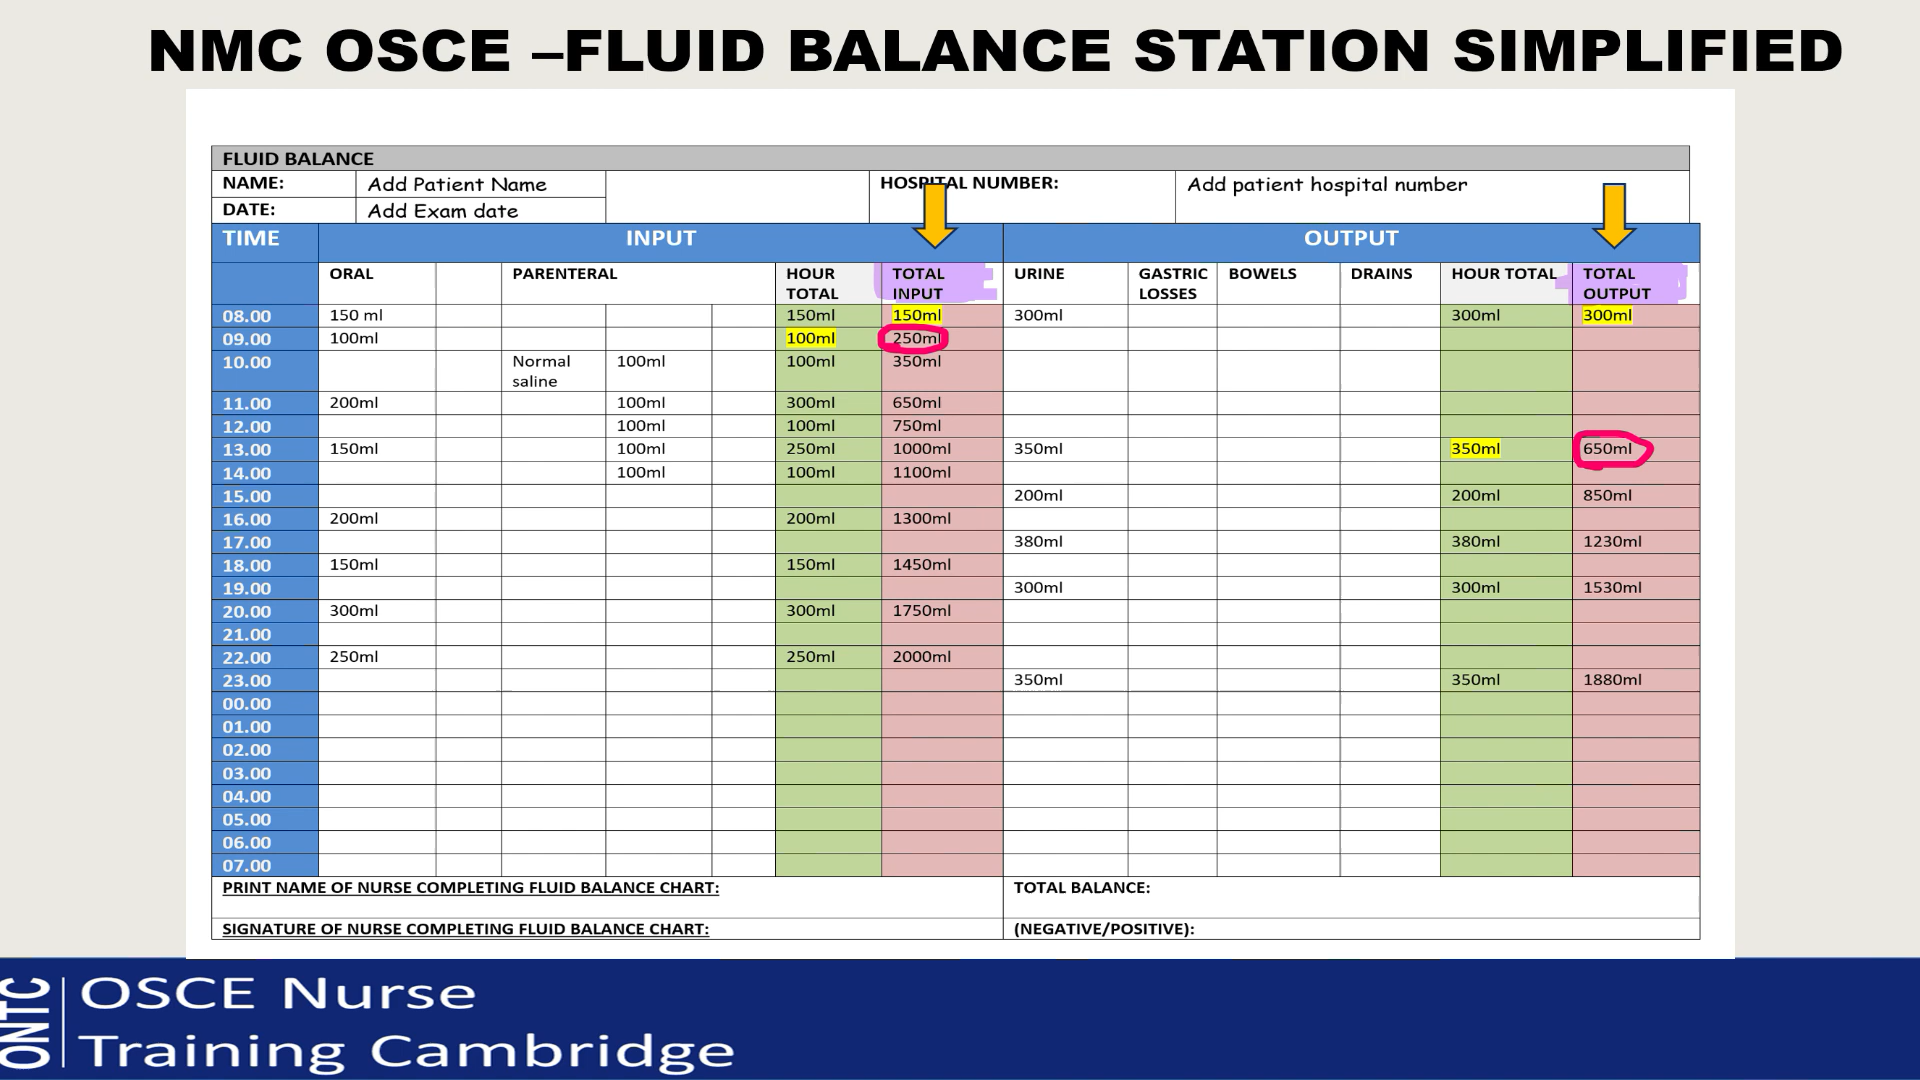 NMC OSCE –FLUID BALANCE STATION SIMPLIFIED
FLUID BALANCE
NAME: Add Patient Name HOSPITAL NUMBER: Add patient hospital number
DATE: Add Exam date
TIME INPUT OUTPUT
ORAL PARENTERAL HOUR TOTAL TOTAL INPUT URINE GASTRIC LOSSES BOWELS DRAINS HOUR TOTAL TOTAL OUTPUT
08.00 150 ml 150ml 150ml 300ml 300ml 300ml
09.00 100ml 100ml 250ml
10.00 Normal saline 100ml 100ml 350ml
11.00 200ml 100ml 300ml 650ml
12.00 100ml 100ml 750ml
13.00 150ml 100ml 250ml 1000ml 350ml 350ml 650ml
14.00 100ml 100ml 1100ml
15.00 200ml 200ml 850ml
16.00 200ml 200ml 1300ml
17.00 380ml 380ml 1230ml
18.00 150ml 150ml 1450ml
19.00 300ml 300ml 1530ml
20.00 300ml 300ml 1750ml
21.00
22.00 250ml 250ml 2000ml
23.00 350ml 350ml 1880ml
00.00
01.00
02.00
03.00
04.00
05.00
06.00
07.00
PRINT NAME OF NURSE COMPLETING FLUID BALANCE CHART: TOTAL BALANCE:
SIGNATURE OF NURSE COMPLETING FLUID BALANCE CHART: (NEGATIVE/POSITIVE):
ONTC
OSCE Nurse
Training Cambridge